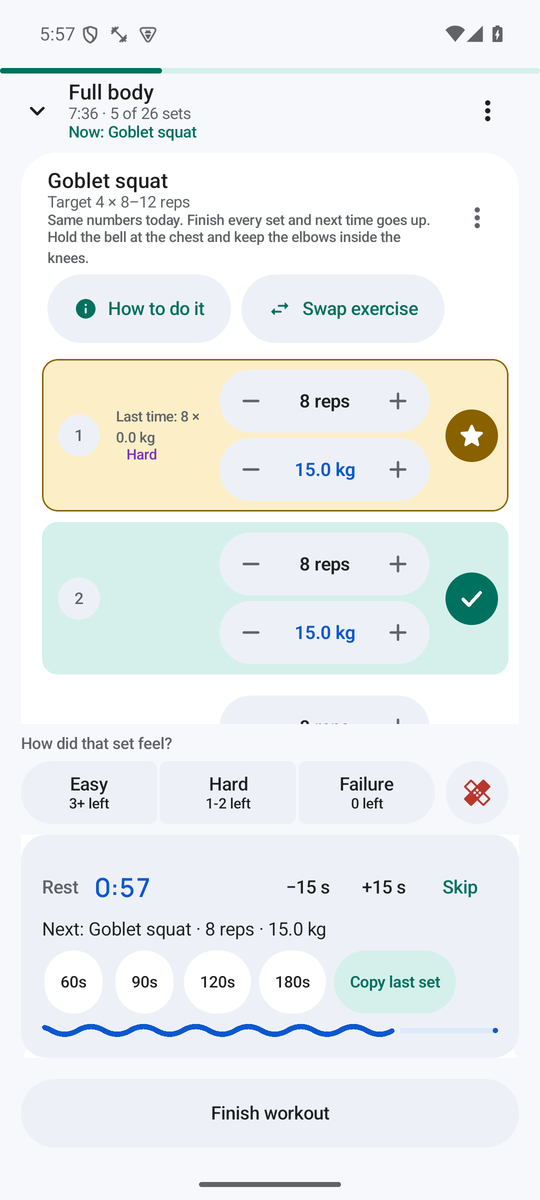 5:57
Full body
7:36 · 5 of 26 sets
Now: Goblet squat
Goblet squat
Target 4 × 8–12 reps
Same numbers today. Finish every set and next time goes up.
Hold the bell at the chest and keep the elbows inside the
knees.
How to do it
Swap exercise
1
Last time: 8 ×
0.0 kg
Hard
− 8 reps +
− 15.0 kg +
2
− 8 reps +
− 15.0 kg +
How did that set feel?
Easy
3+ left
Hard
1-2 left
Failure
0 left
Rest 0:57 −15 s +15 s Skip
Next: Goblet squat · 8 reps · 15.0 kg
60s 90s 120s 180s Copy last set
Finish workout